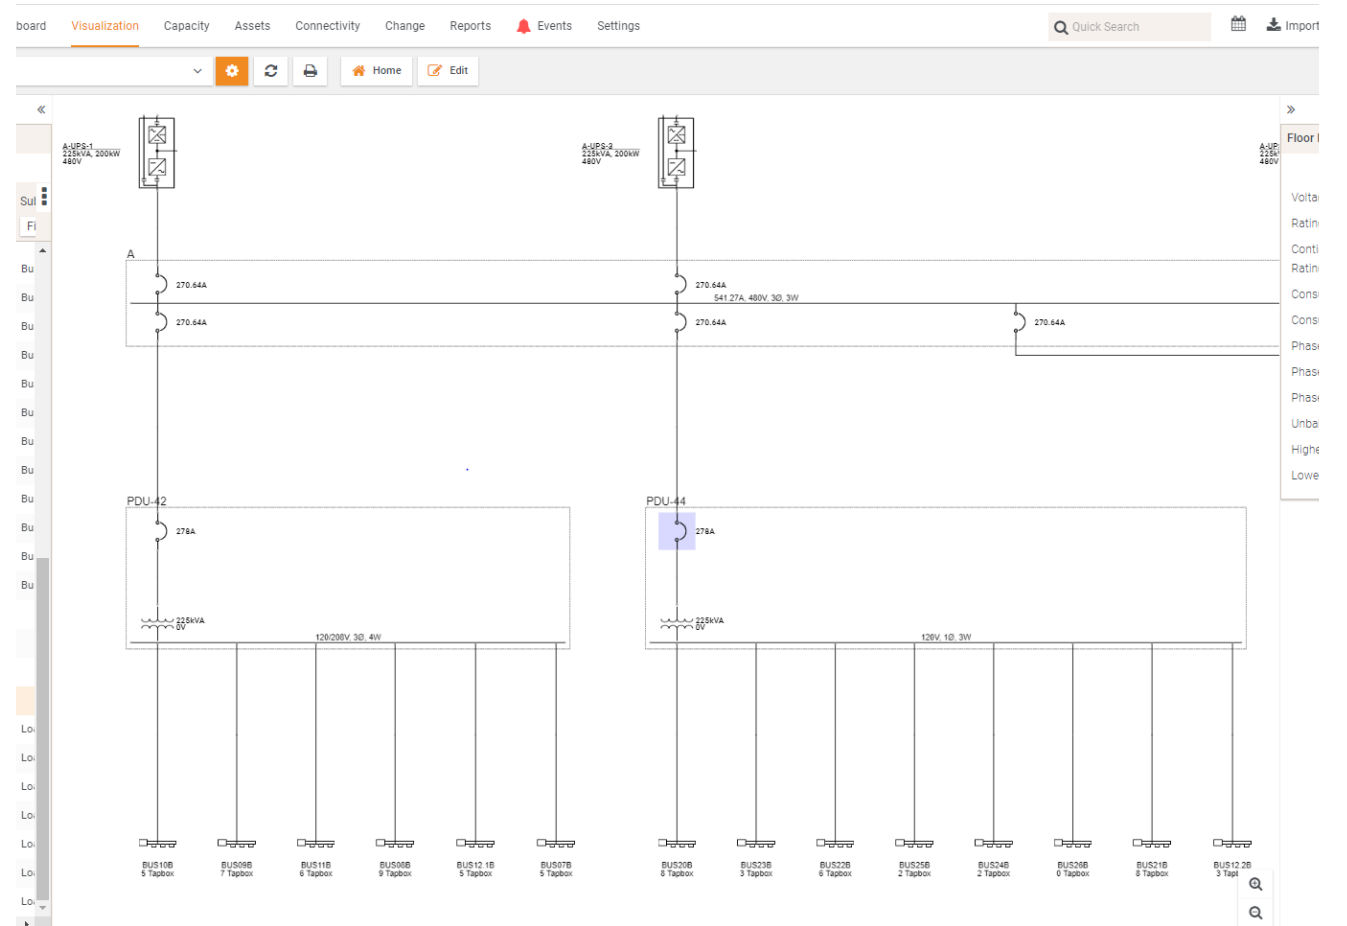 board Visualization Capacity Assets Connectivity Change Reports Events Settings Quick Search Import
Home Edit
Floor
A-UPS-1
225kVA, 200kW
480V
225kVA, 200kW
480V
480V
Sul
Fi
Volta
Ratin
Conti
Ratin
Cons
Cons
Phas
Phas
Phas
Unba
Highe
Lowe
A
270.64A
270.64A
541.27A, 480V, 3Ø, 3W
270.64A
270.64A
270.64A
Bu
Bu
Bu
Bu
Bu
Bu
Bu
Bu
Bu
Bu
Bu
Bu
PDU-42
PDU-44
278A
278A
225kVA
0V
225kVA
0V
120/208V, 3Ø, 4W
120V, 1Ø, 3W
Lo
Lo
Lo
Lo
Lo
Lo
Lo
BUS10B
5 Tapbox
BUS09B
7 Tapbox
BUS11B
6 Tapbox
BUS08B
9 Tapbox
BUS12.1B
5 Tapbox
BUS07B
5 Tapbox
BUS20B
8 Tapbox
BUS23B
3 Tapbox
BUS22B
6 Tapbox
BUS25B
2 Tapbox
BUS24B
2 Tapbox
BUS26B
0 Tapbox
BUS21B
8 Tapbox
BUS12.2B
3 Tap